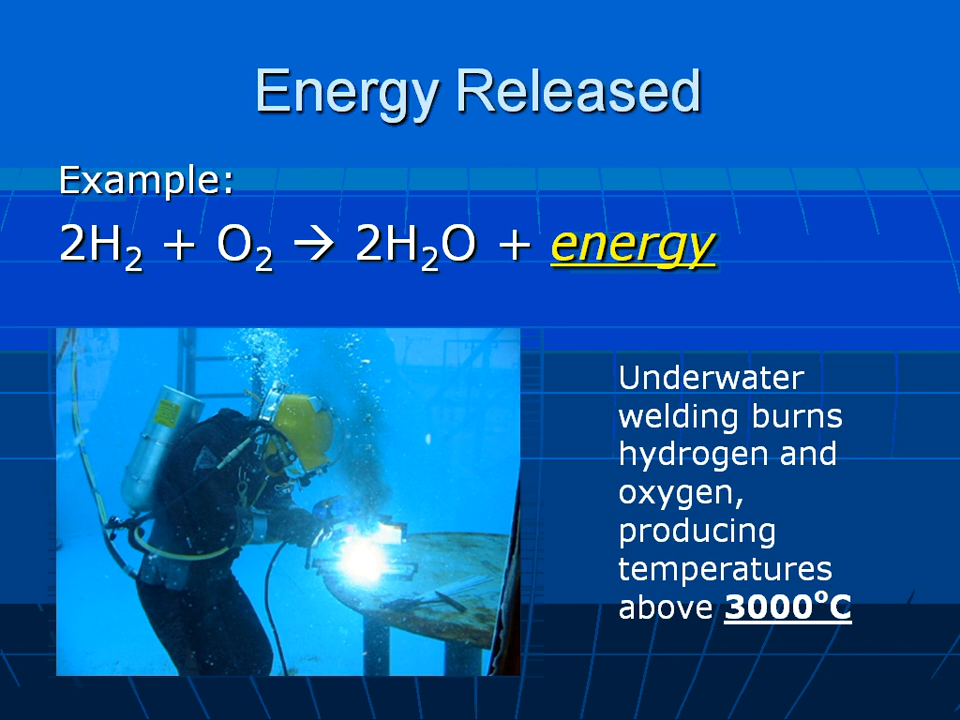 Energy Released
Example:
2H₂ + O₂ → 2H₂O + energy
Underwater
welding burns
hydrogen and
oxygen,
producing
temperatures
above 3000°C